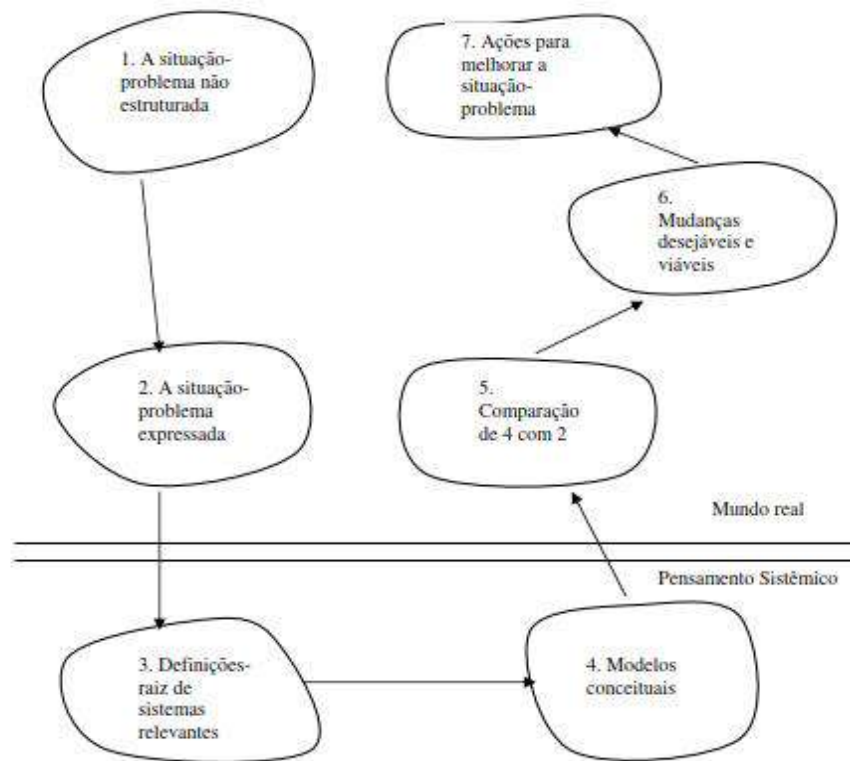 1. A situação-
problema não
estruturada
2. A situação-
problema
expressada
3. Definições-
raiz de
sistemas
relevantes
4. Modelos
conceituais
5.
Comparação
de 4 com 2
6.
Mudanças
desejáveis e
viáveis
7. Ações para
melhorar a
situação-
problema
Mundo real
Pensamento Sistêmico